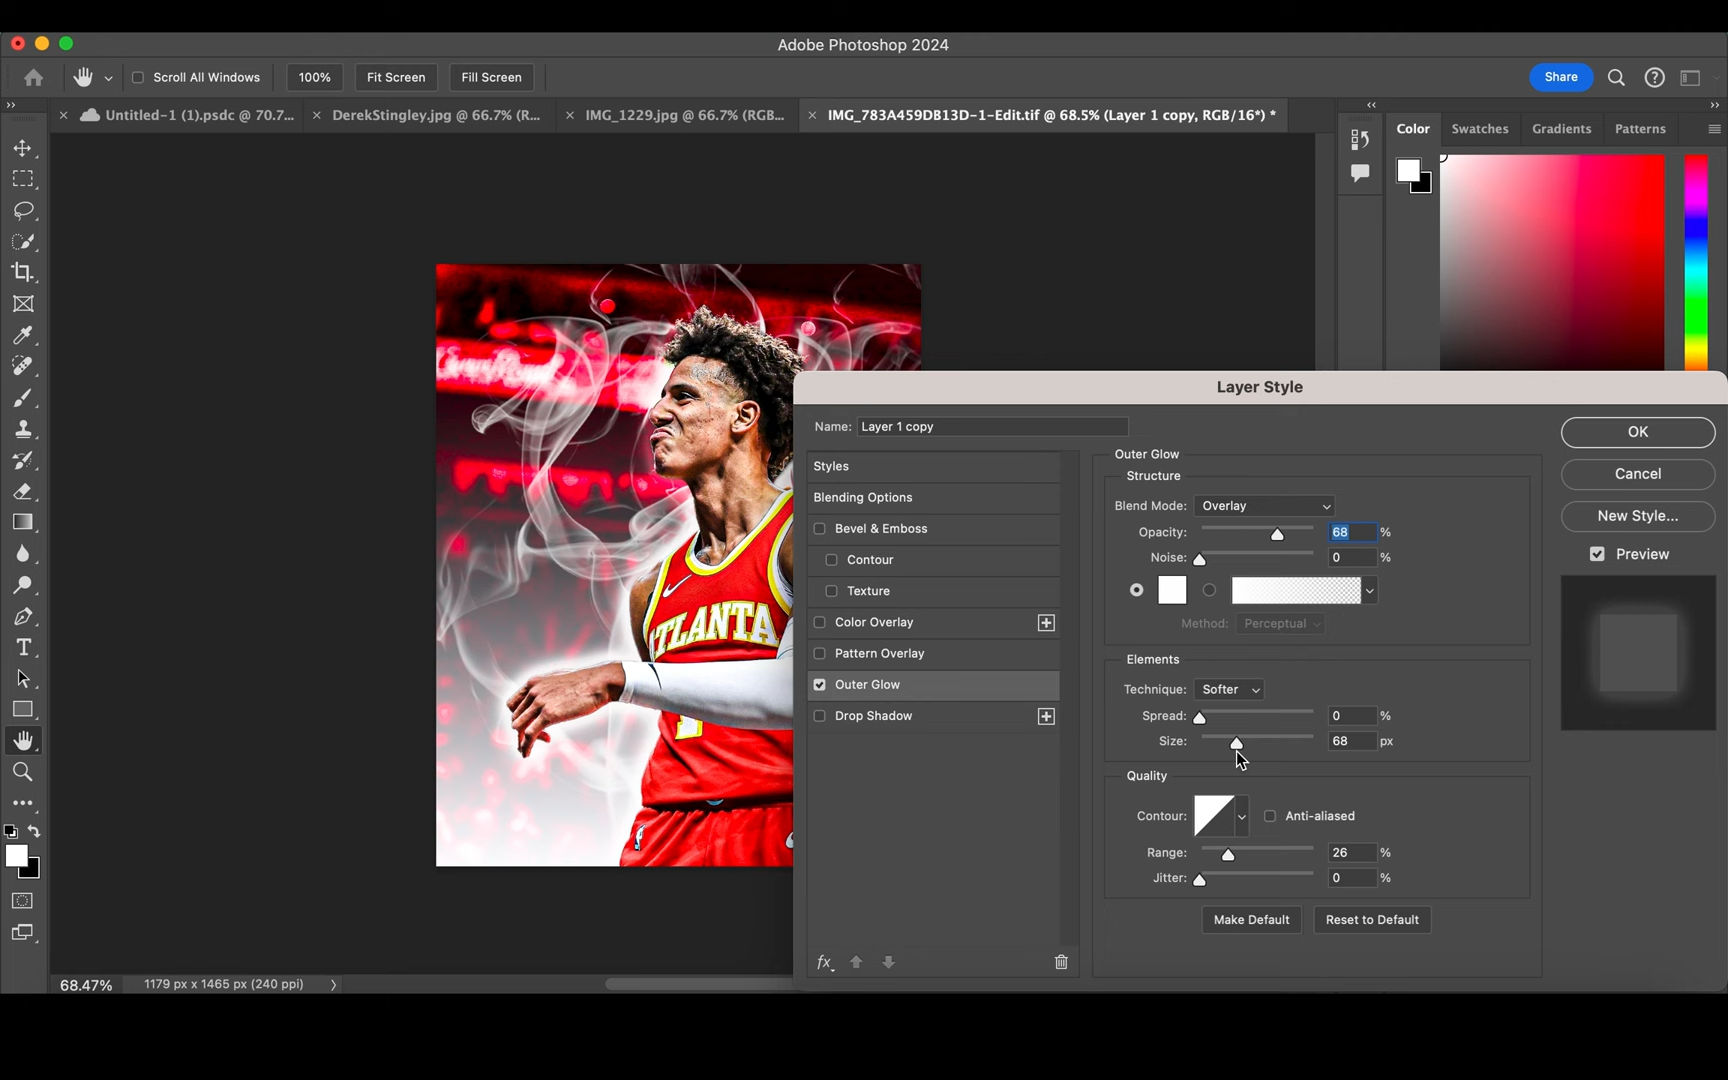 Adobe Photoshop 2024
Scroll All Windows 100% Fit Screen Fill Screen Share
Untitled-1 (1).psdc @ 70.7... DerekStingley.jpg @ 66.7% (R... IMG_1229.jpg @ 66.7% (RGB... IMG_783A459DB13D-1-Edit.tif @ 68.5% (Layer 1 copy, RGB/16*) *
Color Swatches Gradients Patterns
ATLANTA
Layer Style
Name: Layer 1 copy
Styles
Blending Options
Bevel & Emboss
Contour
Texture
Color Overlay
Pattern Overlay
Outer Glow
Drop Shadow
fx
Outer Glow
Structure
Blend Mode: Overlay
Opacity: 68 %
Noise: 0 %
Method: Perceptual
Elements
Technique: Softer
Spread: 0 %
Size: 68 px
Quality
Contour: Anti-aliased
Range: 26 %
Jitter: 0 %
Make Default Reset to Default
OK
Cancel
New Style...
Preview
68.47% 1179 px x 1465 px (240 ppi)